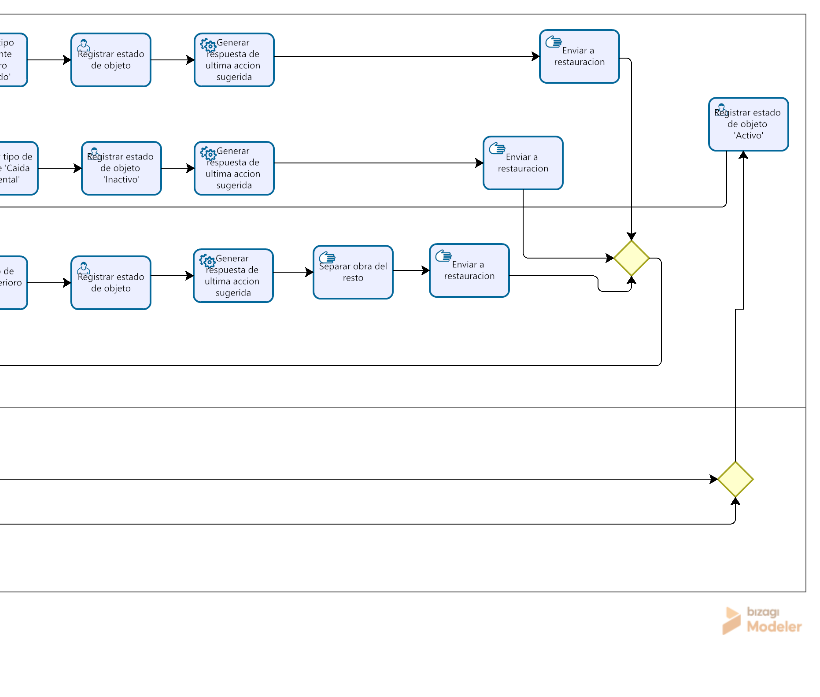 tipo
nte
ro
do'
Registrar estado
de objeto
Generar
respuesta de
ultima accion
sugerida
Enviar a
restauracion
Registrar estado
de objeto
'Activo'
tipo de
'Caida
ental'
Registrar estado
de objeto
'Inactivo'
Generar
respuesta de
ultima accion
sugerida
Enviar a
restauracion
de
erioro
Registrar estado
de objeto
Generar
respuesta de
ultima accion
sugerida
Separar obra del
resto
Enviar a
restauracion
bizagi
Modeler